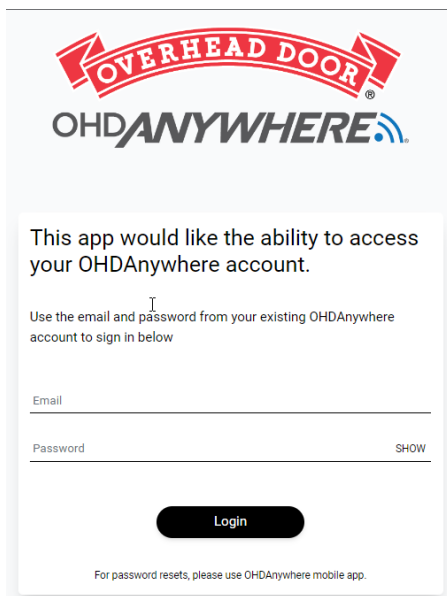 OVERHEAD DOOR®
OHDANYWHERE®
This app would like the ability to access
your OHDAnywhere account.
Use the email and password from your existing OHDAnywhere
account to sign in below
Email
Password SHOW
Login
For password resets, please use OHDAnywhere mobile app.